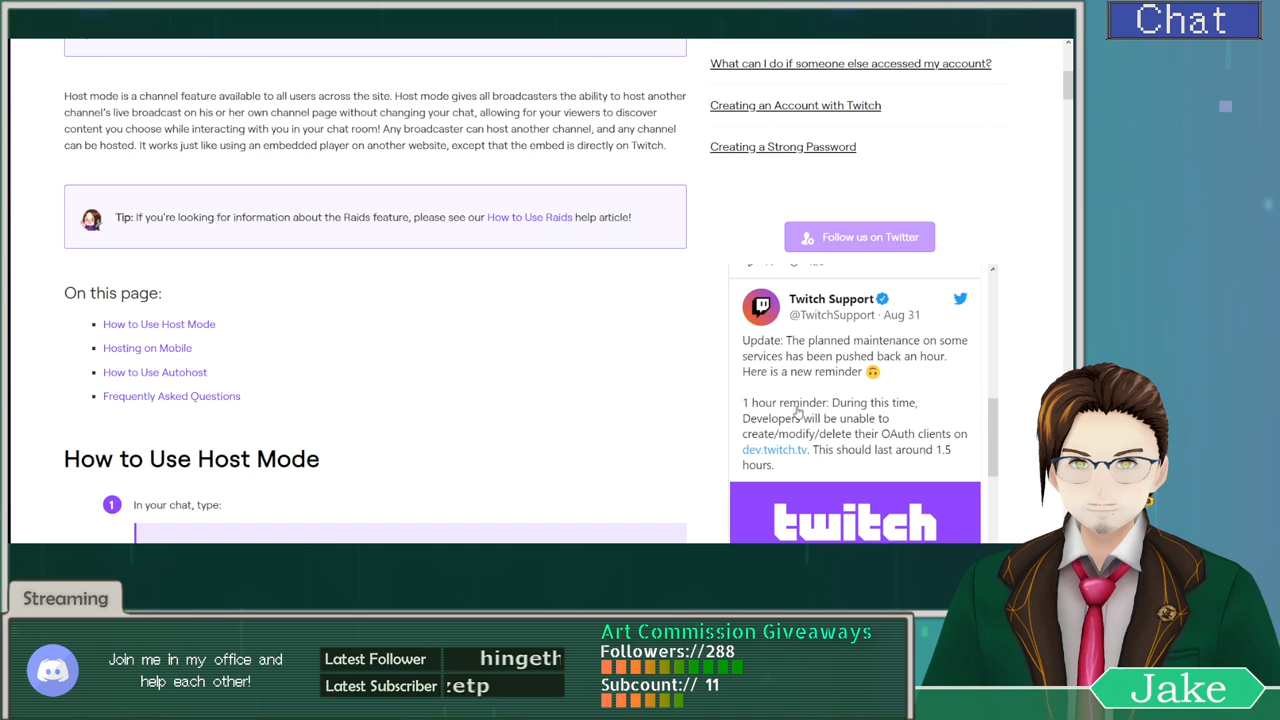 Chat
What can I do if someone else accessed my account?
Host mode is a channel feature available to all users across the site. Host mode gives all broadcasters the ability to host another
channel's live broadcast on his or her own channel page without changing your chat, allowing for your viewers to discover
content you choose while interacting with you in your chat room! Any broadcaster can host another channel, and any channel
can be hosted. It works just like using an embedded player on another website, except that the embed is directly on Twitch.
Creating an Account with Twitch
Creating a Strong Password
Tip: If you're looking for information about the Raids feature, please see our How to Use Raids help article!
Follow us on Twitter
On this page:
How to Use Host Mode
Hosting on Mobile
How to Use Autohost
Frequently Asked Questions
Twitch Support
@TwitchSupport · Aug 31
Update: The planned maintenance on some
services has been pushed back an hour.
Here is a new reminder 🙃
1 hour reminder: During this time,
Developers will be unable to
create/modify/delete their OAuth clients on
dev.twitch.tv. This should last around 1.5
hours.
twitch
How to Use Host Mode
1 In your chat, type:
Streaming
Join me in my office and
help each other!
Latest Follower hingeth
Latest Subscriber zetp
Art Commission Giveaways
Followers://288
Subcount:// 11
Jake